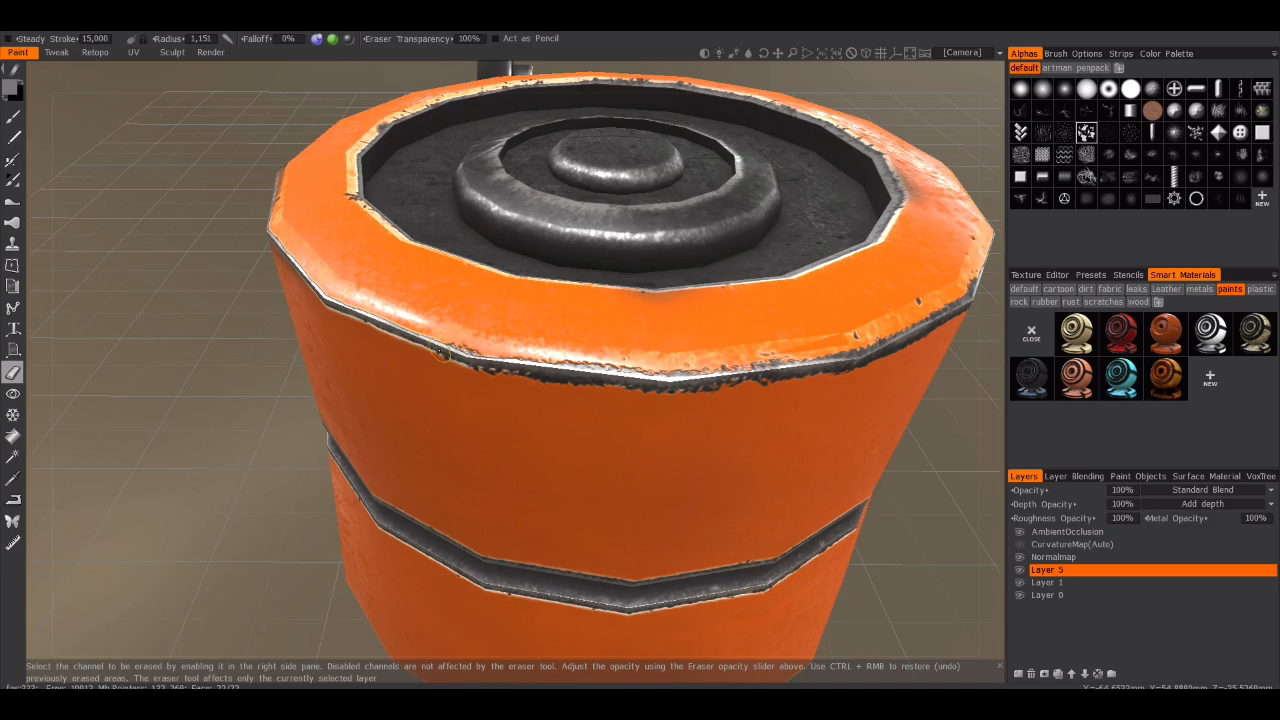 Steady Stroke 15,000 Radius 1,151 Falloff 0% Eraser Transparency 100% Act as Pencil
Paint Tweak Retopo UV Sculpt Render [Camera]
Alphas Brush Options Strips Color Palette
default artman penpack
NEW
Texture Editor Presets Stencils Smart Materials
default cartoon dirt fabric leaks Leather metals paints plastic
rock rubber rust scratches wood
CLOSE
NEW
Layers Layer Blending Paint Objects Surface Material VoxTree
Opacity 100% Standard Blend
Depth Opacity 100% Add depth
Roughness Opacity 100% Metal Opacity 100%
AmbientOcclusion
CurvatureMap(Auto)
Normalmap
Layer 5
Layer 1
Layer 0
Select the channel to be erased by enabling it in the right side pane. Disabled channels are not affected by the eraser tool. Adjust the opacity using the Eraser opacity slider above. Use CTRL + RMB to restore (undo)
previously erased areas. The eraser tool affects only the currently selected layer